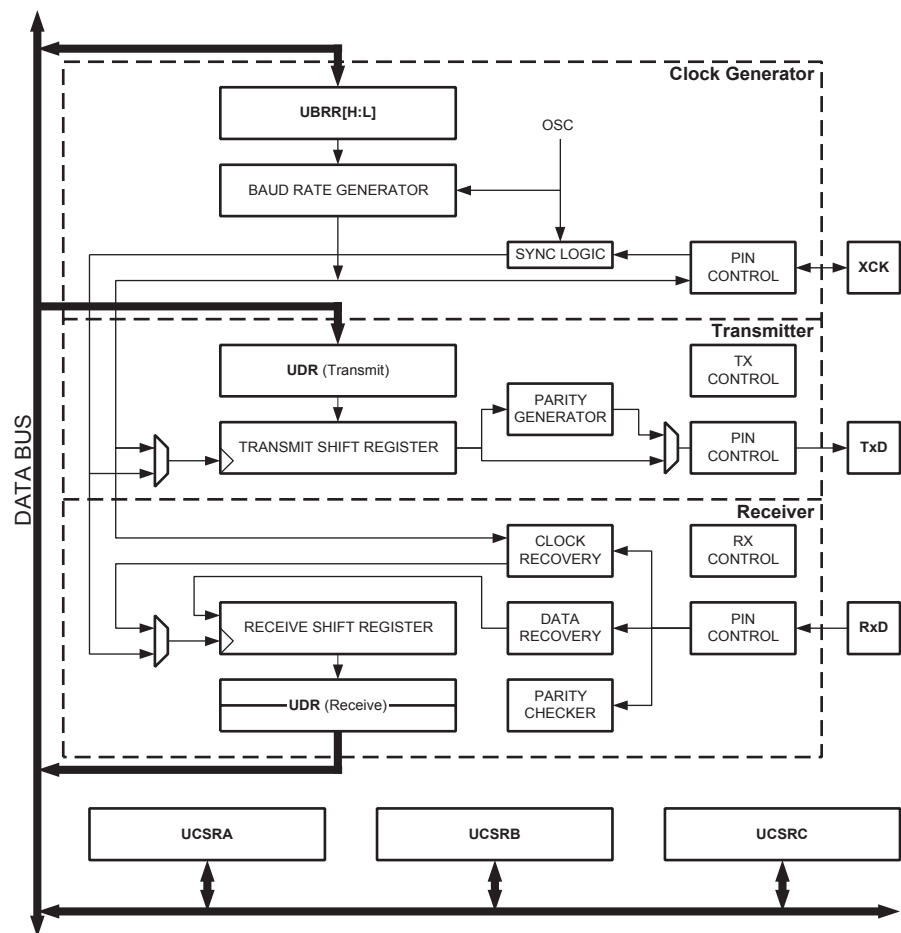 Clock Generator
UBRR[H:L]
OSC
BAUD RATE GENERATOR
SYNC LOGIC
PIN
CONTROL
XCK
Transmitter
UDR (Transmit)
TX
CONTROL
PARITY
GENERATOR
TRANSMIT SHIFT REGISTER
PIN
CONTROL
TxD
DATA BUS
Receiver
CLOCK
RECOVERY
RX
CONTROL
RECEIVE SHIFT REGISTER
DATA
RECOVERY
PIN
CONTROL
RxD
UDR (Receive)
PARITY
CHECKER
UCSRA
UCSRB
UCSRC